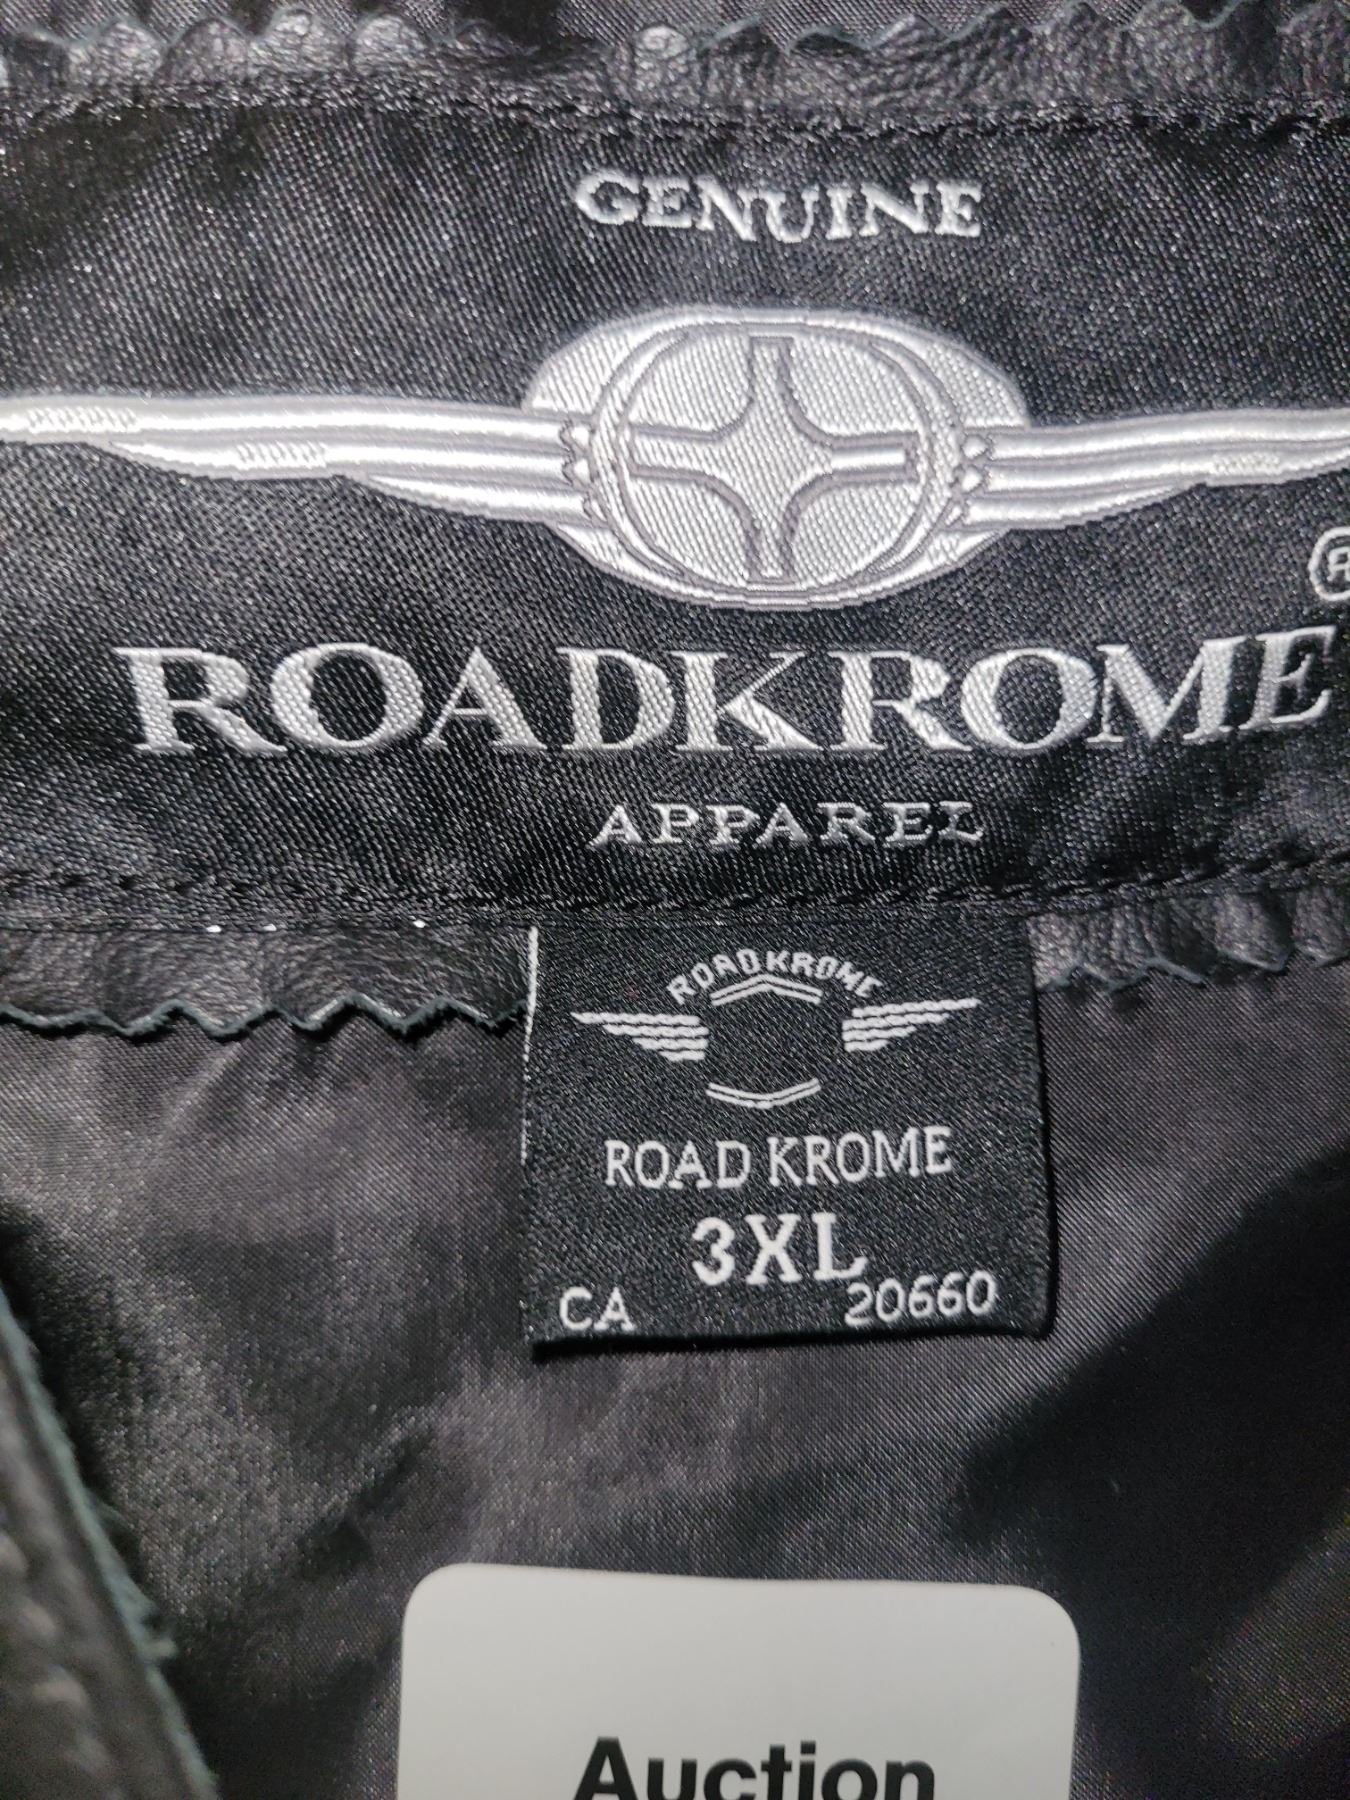 GENUINE
®
ROADKROME
APPAREL
ROADKROME
ROAD KROME
3XL
CA 20660
Auction